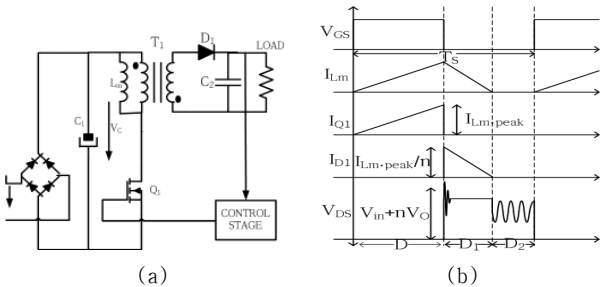 T1
D1
LOAD
Lm
C2
C1
VC
Q1
CONTROL
STAGE
(a)
VGS
TS
ILm
IQ1
ILm·peak
ID1
ILm·peak/n
VDS
Vin+nVO
D
D1
D2
(b)